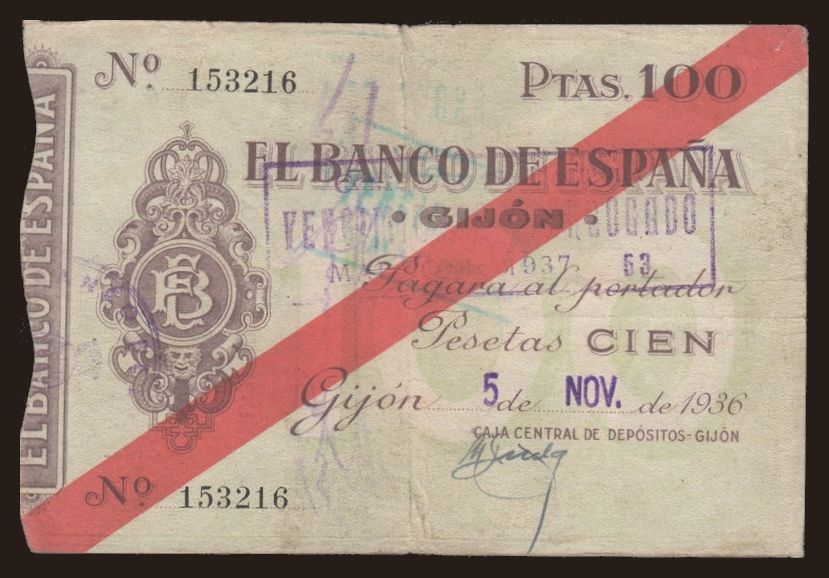 Nº 153216
PTAS. 100
EL BANCO DE ESPAÑA
EL BANCO DE ESPAÑA
· GIJÓN ·
1937 53
Pagará al portador
Pesetas CIEN
Gijón 5 de NOV. de 1936
CAJA CENTRAL DE DEPÓSITOS-GIJÓN
Nº 153216